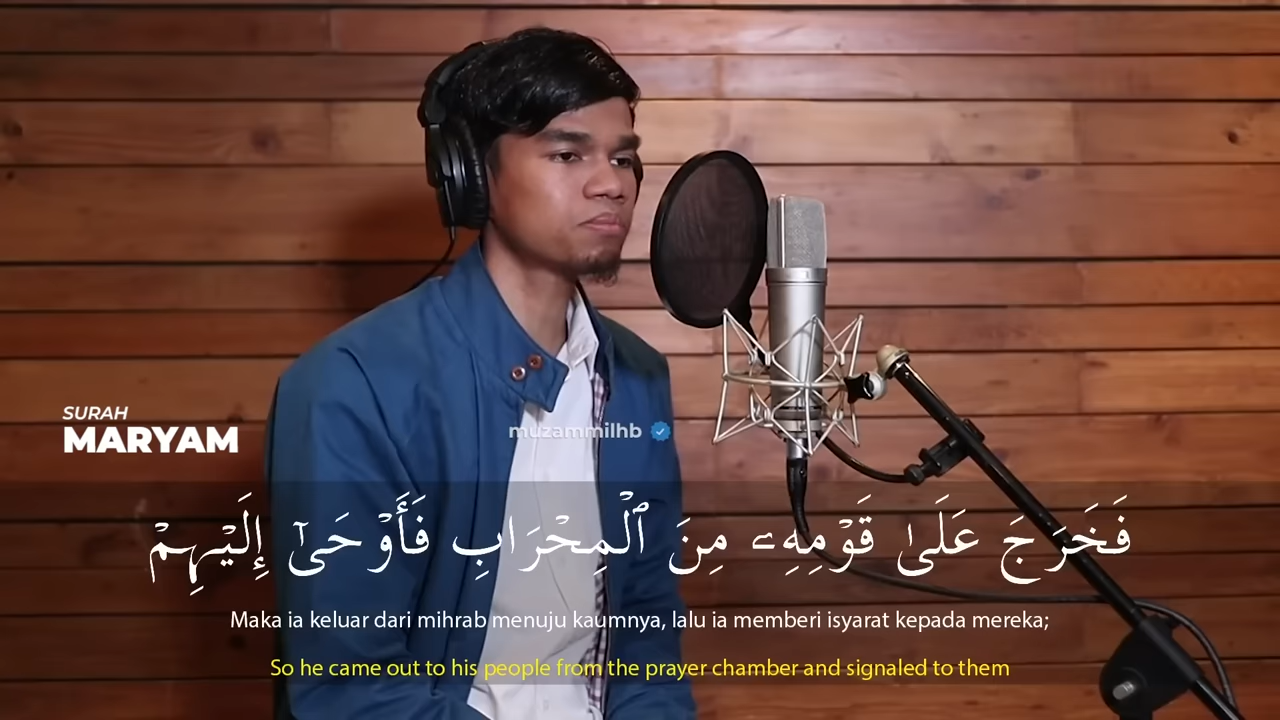 SURAH
MARYAM
muzammilhb
فَخَرَجَ عَلَىٰ قَوْمِهِۦ مِنَ ٱلْمِحْرَابِ فَأَوْحَىٰٓ إِلَيْهِمْ
Maka ia keluar dari mihrab menuju kaumnya, lalu ia memberi isyarat kepada mereka;
So he came out to his people from the prayer chamber and signaled to them